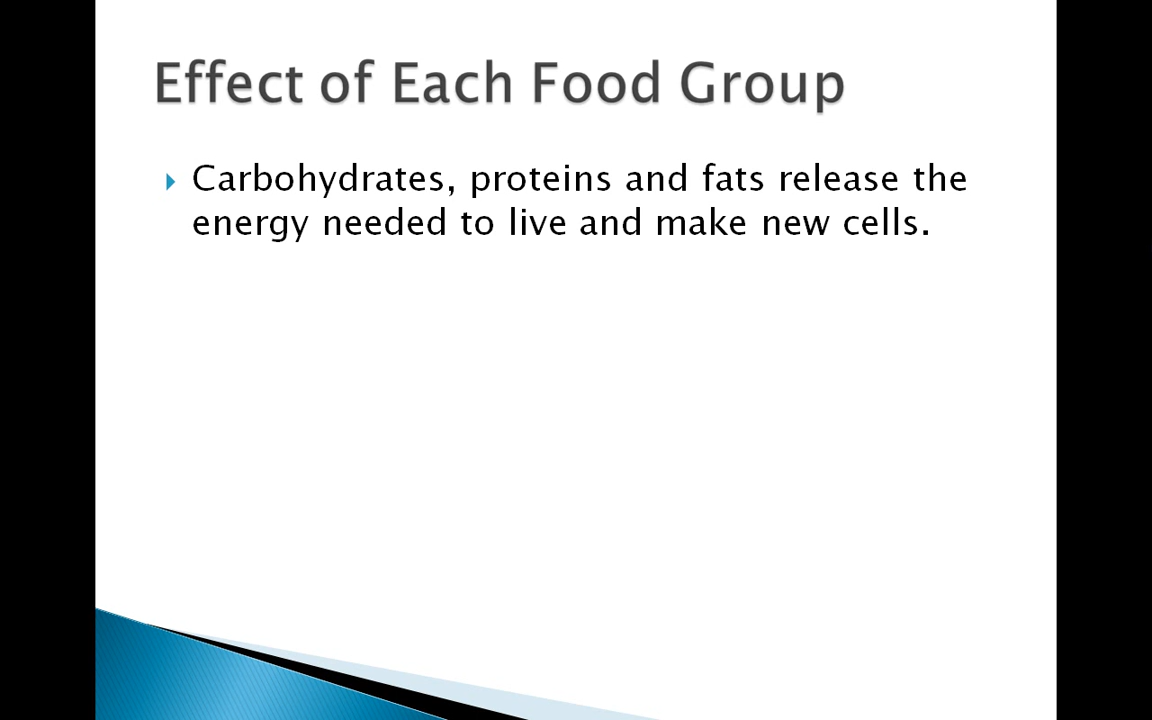 Effect of Each Food Group
Carbohydrates, proteins and fats release the
energy needed to live and make new cells.